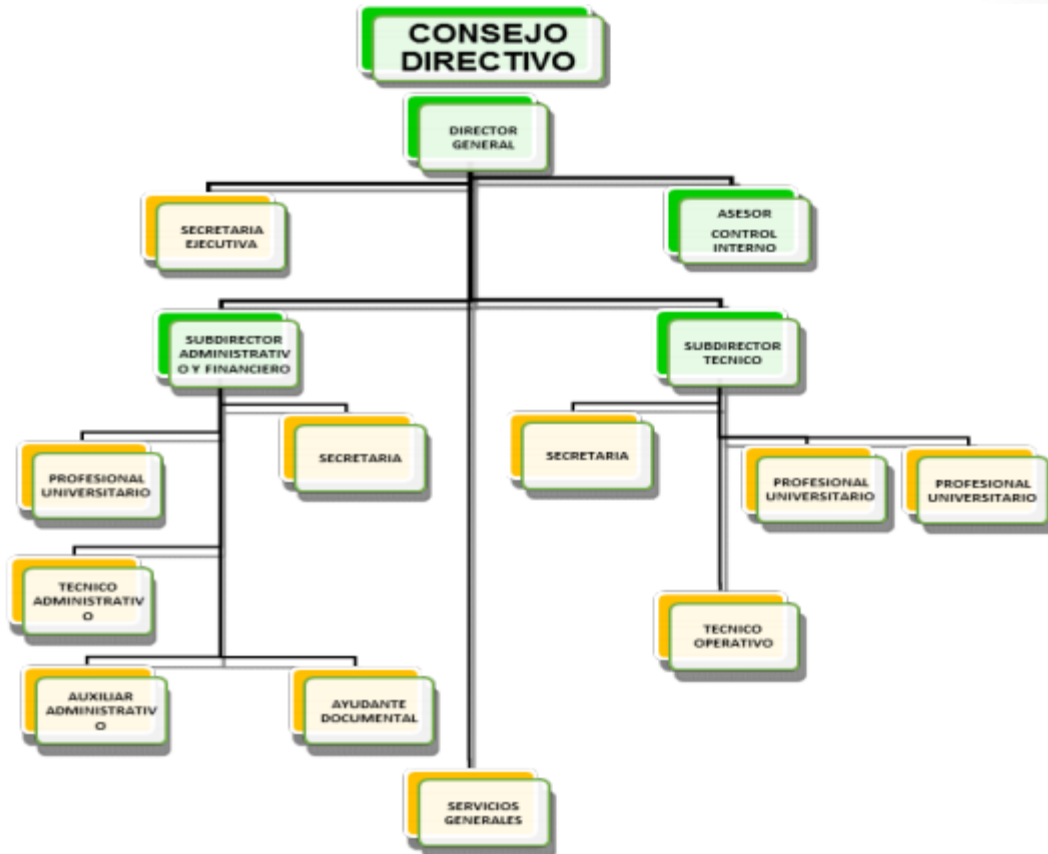 CONSEJO
DIRECTIVO
DIRECTOR
GENERAL
SECRETARIA
EJECUTIVA
ASESOR
CONTROL
INTERNO
SUBDIRECTOR
ADMINISTRATIV
O Y FINANCIERO
SUBDIRECTOR
TECNICO
SECRETARIA
SECRETARIA
PROFESIONAL
UNIVERSITARIO
PROFESIONAL
UNIVERSITARIO
PROFESIONAL
UNIVERSITARIO
TECNICO
ADMINISTRATIV
O
TECNICO
OPERATIVO
AUXILIAR
ADMINISTRATIV
O
AYUDANTE
DOCUMENTAL
SERVICIOS
GENERALES